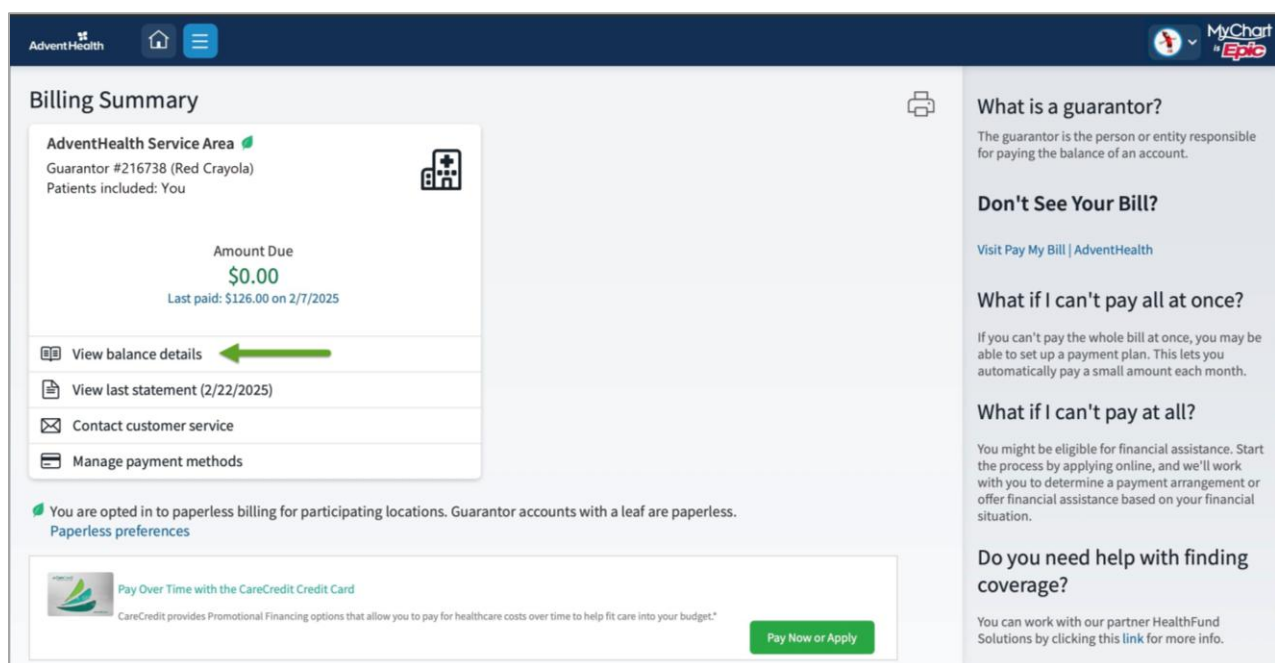 AdventHealth
MyChart
by Epic
Billing Summary
AdventHealth Service Area
Guarantor #216738 (Red Crayola)
Patients included: You
Amount Due
$0.00
Last paid: $126.00 on 2/7/2025
View balance details
View last statement (2/22/2025)
Contact customer service
Manage payment methods
You are opted in to paperless billing for participating locations. Guarantor accounts with a leaf are paperless.
Paperless preferences
Pay Over Time with the CareCredit Credit Card
CareCredit provides Promotional Financing options that allow you to pay for healthcare costs over time to help fit care into your budget.*
Pay Now or Apply
What is a guarantor?
The guarantor is the person or entity responsible
for paying the balance of an account.
Don't See Your Bill?
Visit Pay My Bill | AdventHealth
What if I can't pay all at once?
If you can't pay the whole bill at once, you may be
able to set up a payment plan. This lets you
automatically pay a small amount each month.
What if I can't pay at all?
You might be eligible for financial assistance. Start
the process by applying online, and we'll work
with you to determine a payment arrangement or
offer financial assistance based on your financial
situation.
Do you need help with finding
coverage?
You can work with our partner HealthFund
Solutions by clicking this link for more info.